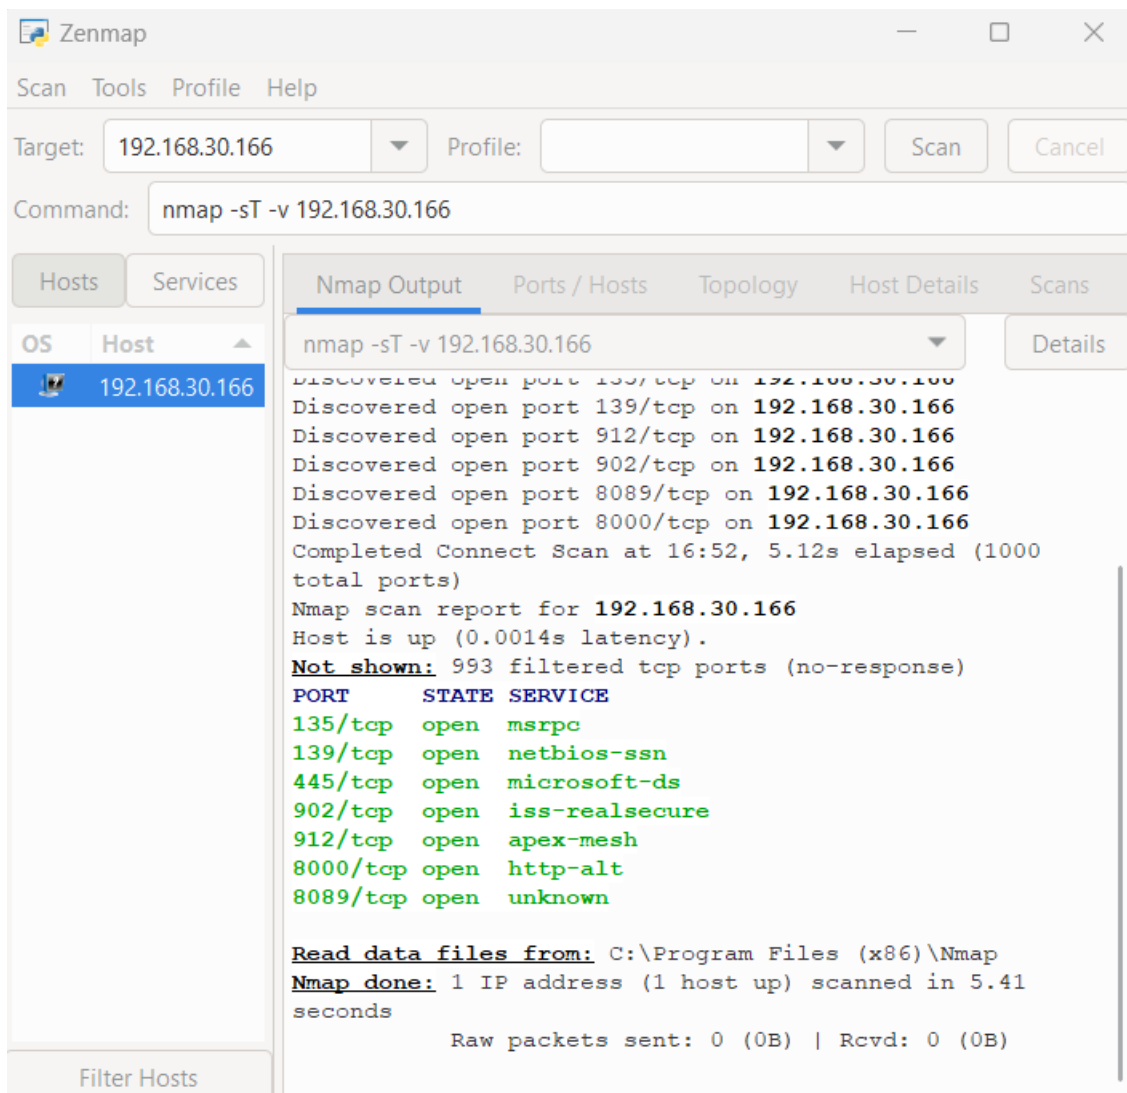 Zenmap
Scan Tools Profile Help
Target: 192.168.30.166 Profile: Scan Cancel
Command: nmap -sT -v 192.168.30.166
Hosts Services
Nmap Output Ports / Hosts Topology Host Details Scans
OS Host
192.168.30.166
nmap -sT -v 192.168.30.166 Details
Discovered open port 135/tcp on 192.168.30.166
Discovered open port 139/tcp on 192.168.30.166
Discovered open port 912/tcp on 192.168.30.166
Discovered open port 902/tcp on 192.168.30.166
Discovered open port 8089/tcp on 192.168.30.166
Discovered open port 8000/tcp on 192.168.30.166
Completed Connect Scan at 16:52, 5.12s elapsed (1000
total ports)
Nmap scan report for 192.168.30.166
Host is up (0.0014s latency).
Not shown: 993 filtered tcp ports (no-response)
PORT STATE SERVICE
135/tcp open msrpc
139/tcp open netbios-ssn
445/tcp open microsoft-ds
902/tcp open iss-realsecure
912/tcp open apex-mesh
8000/tcp open http-alt
8089/tcp open unknown
Read data files from: C:\Program Files (x86)\Nmap
Nmap done: 1 IP address (1 host up) scanned in 5.41
seconds
Raw packets sent: 0 (0B) | Rcvd: 0 (0B)
Filter Hosts